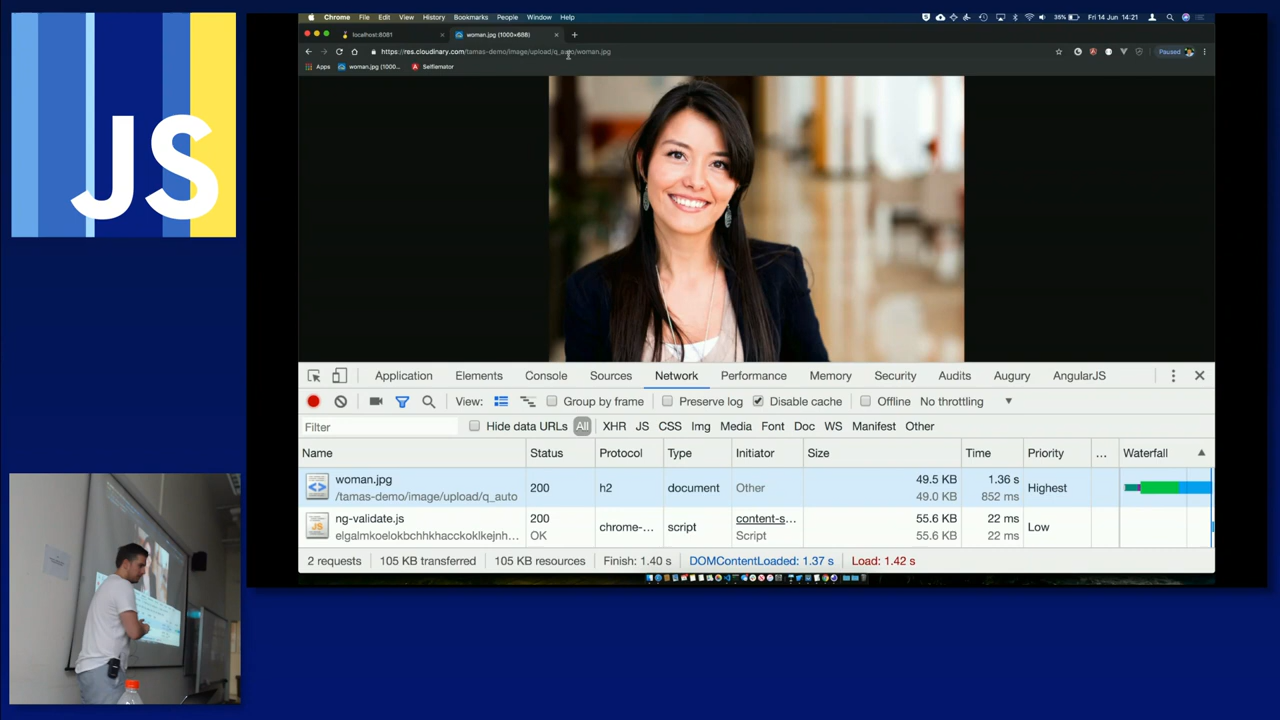 JS
Chrome File Edit View History Bookmarks People Window Help 36% Fri 14 Jun 14:21
localhost:8081 woman.jpg (1000×688)
https://res.cloudinary.com/tamas-demo/image/upload/q_auto/woman.jpg Paused
Apps woman.jpg (1000... Selflemator
Application Elements Console Sources Network Performance Memory Security Audits Augury AngularJS
View: Group by frame Preserve log Disable cache Offline No throttling
Filter Hide data URLs All XHR JS CSS Img Media Font Doc WS Manifest Other
Name Status Protocol Type Initiator Size Time Priority ... Waterfall
woman.jpg 200 h2 document Other 49.5 KB 1.36 s Highest
/tamas-demo/image/upload/q_auto 49.0 KB 852 ms
ng-validate.js 200 chrome-... script content-s... 55.6 KB 22 ms Low
elgalmkoelokbchhkhacckoklkejnh... OK Script 55.6 KB 22 ms
2 requests 105 KB transferred 105 KB resources Finish: 1.40 s DOMContentLoaded: 1.37 s Load: 1.42 s